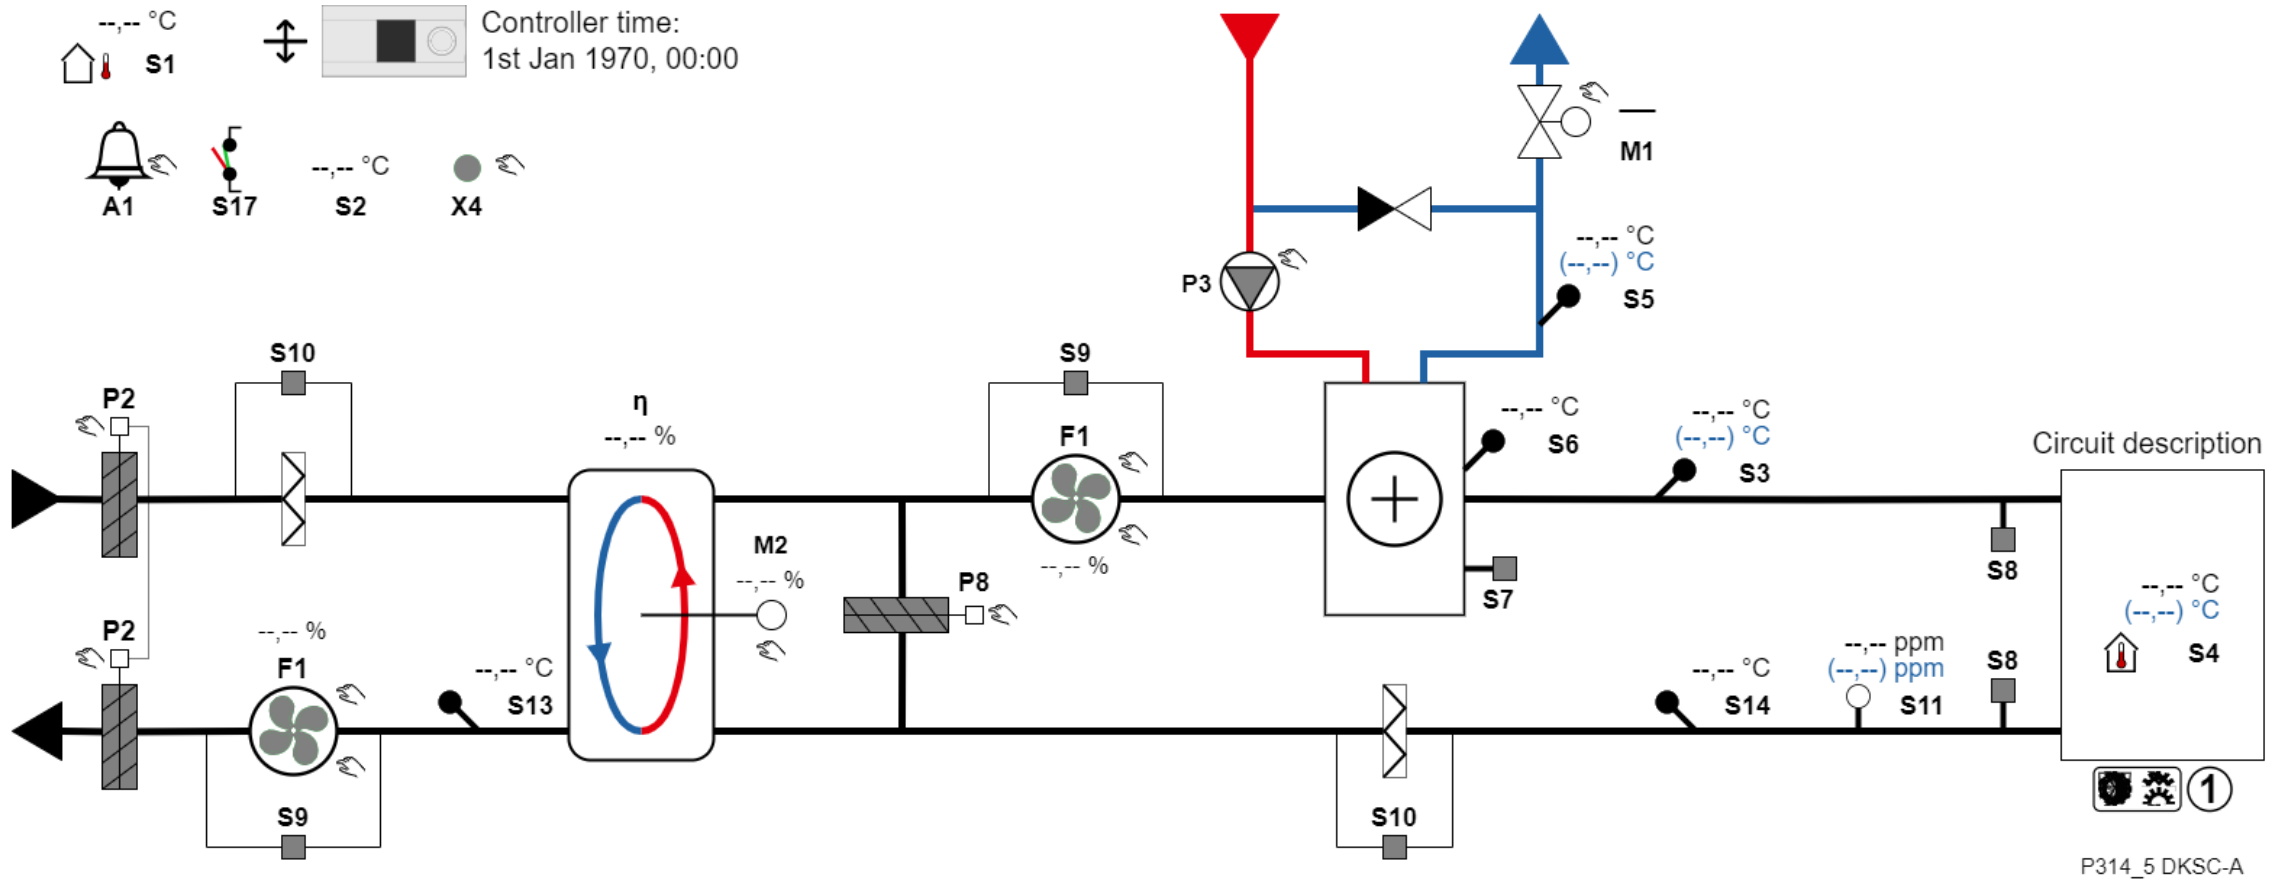 --,-- °C
S1
Controller time:
1st Jan 1970, 00:00
A1
S17
--,-- °C
S2
X4
M1
--,-- °C
(--,--) °C
S5
P3
S10
P2
η
--,-- %
S9
F1
--,-- %
--,-- °C
S6
--,-- °C
(--,--) °C
S3
Circuit description
M2
--,-- %
P8
S7
S8
--,-- °C
(--,--) °C
S4
P2
--,-- %
F1
--,-- °C
S13
--,-- °C
S14
--,-- ppm
(--,--) ppm
S11
S8
S9
S10
1
P314_5 DKSC-A